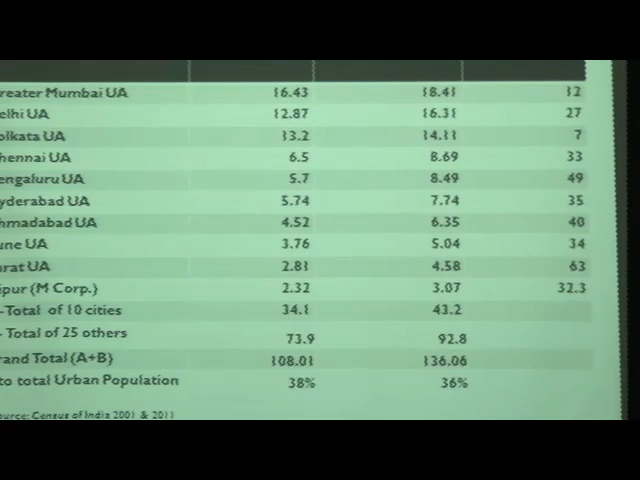 reater Mumbai UA 16.43 18.41 12
elhi UA 12.87 16.31 27
olkata UA 13.2 14.11 7
hennai UA 6.5 8.69 33
engaluru UA 5.7 8.49 49
yderabad UA 5.74 7.74 35
hmadabad UA 4.52 6.35 40
une UA 3.76 5.04 34
urat UA 2.81 4.58 63
ipur (M Corp.) 2.32 3.07 32.3
-Total of 10 cities 34.1 43.2
- Total of 25 others 73.9 92.8
rand Total (A+B) 108.01 136.06
to total Urban Population 38% 36%
ource: Census of India 2001 & 2011